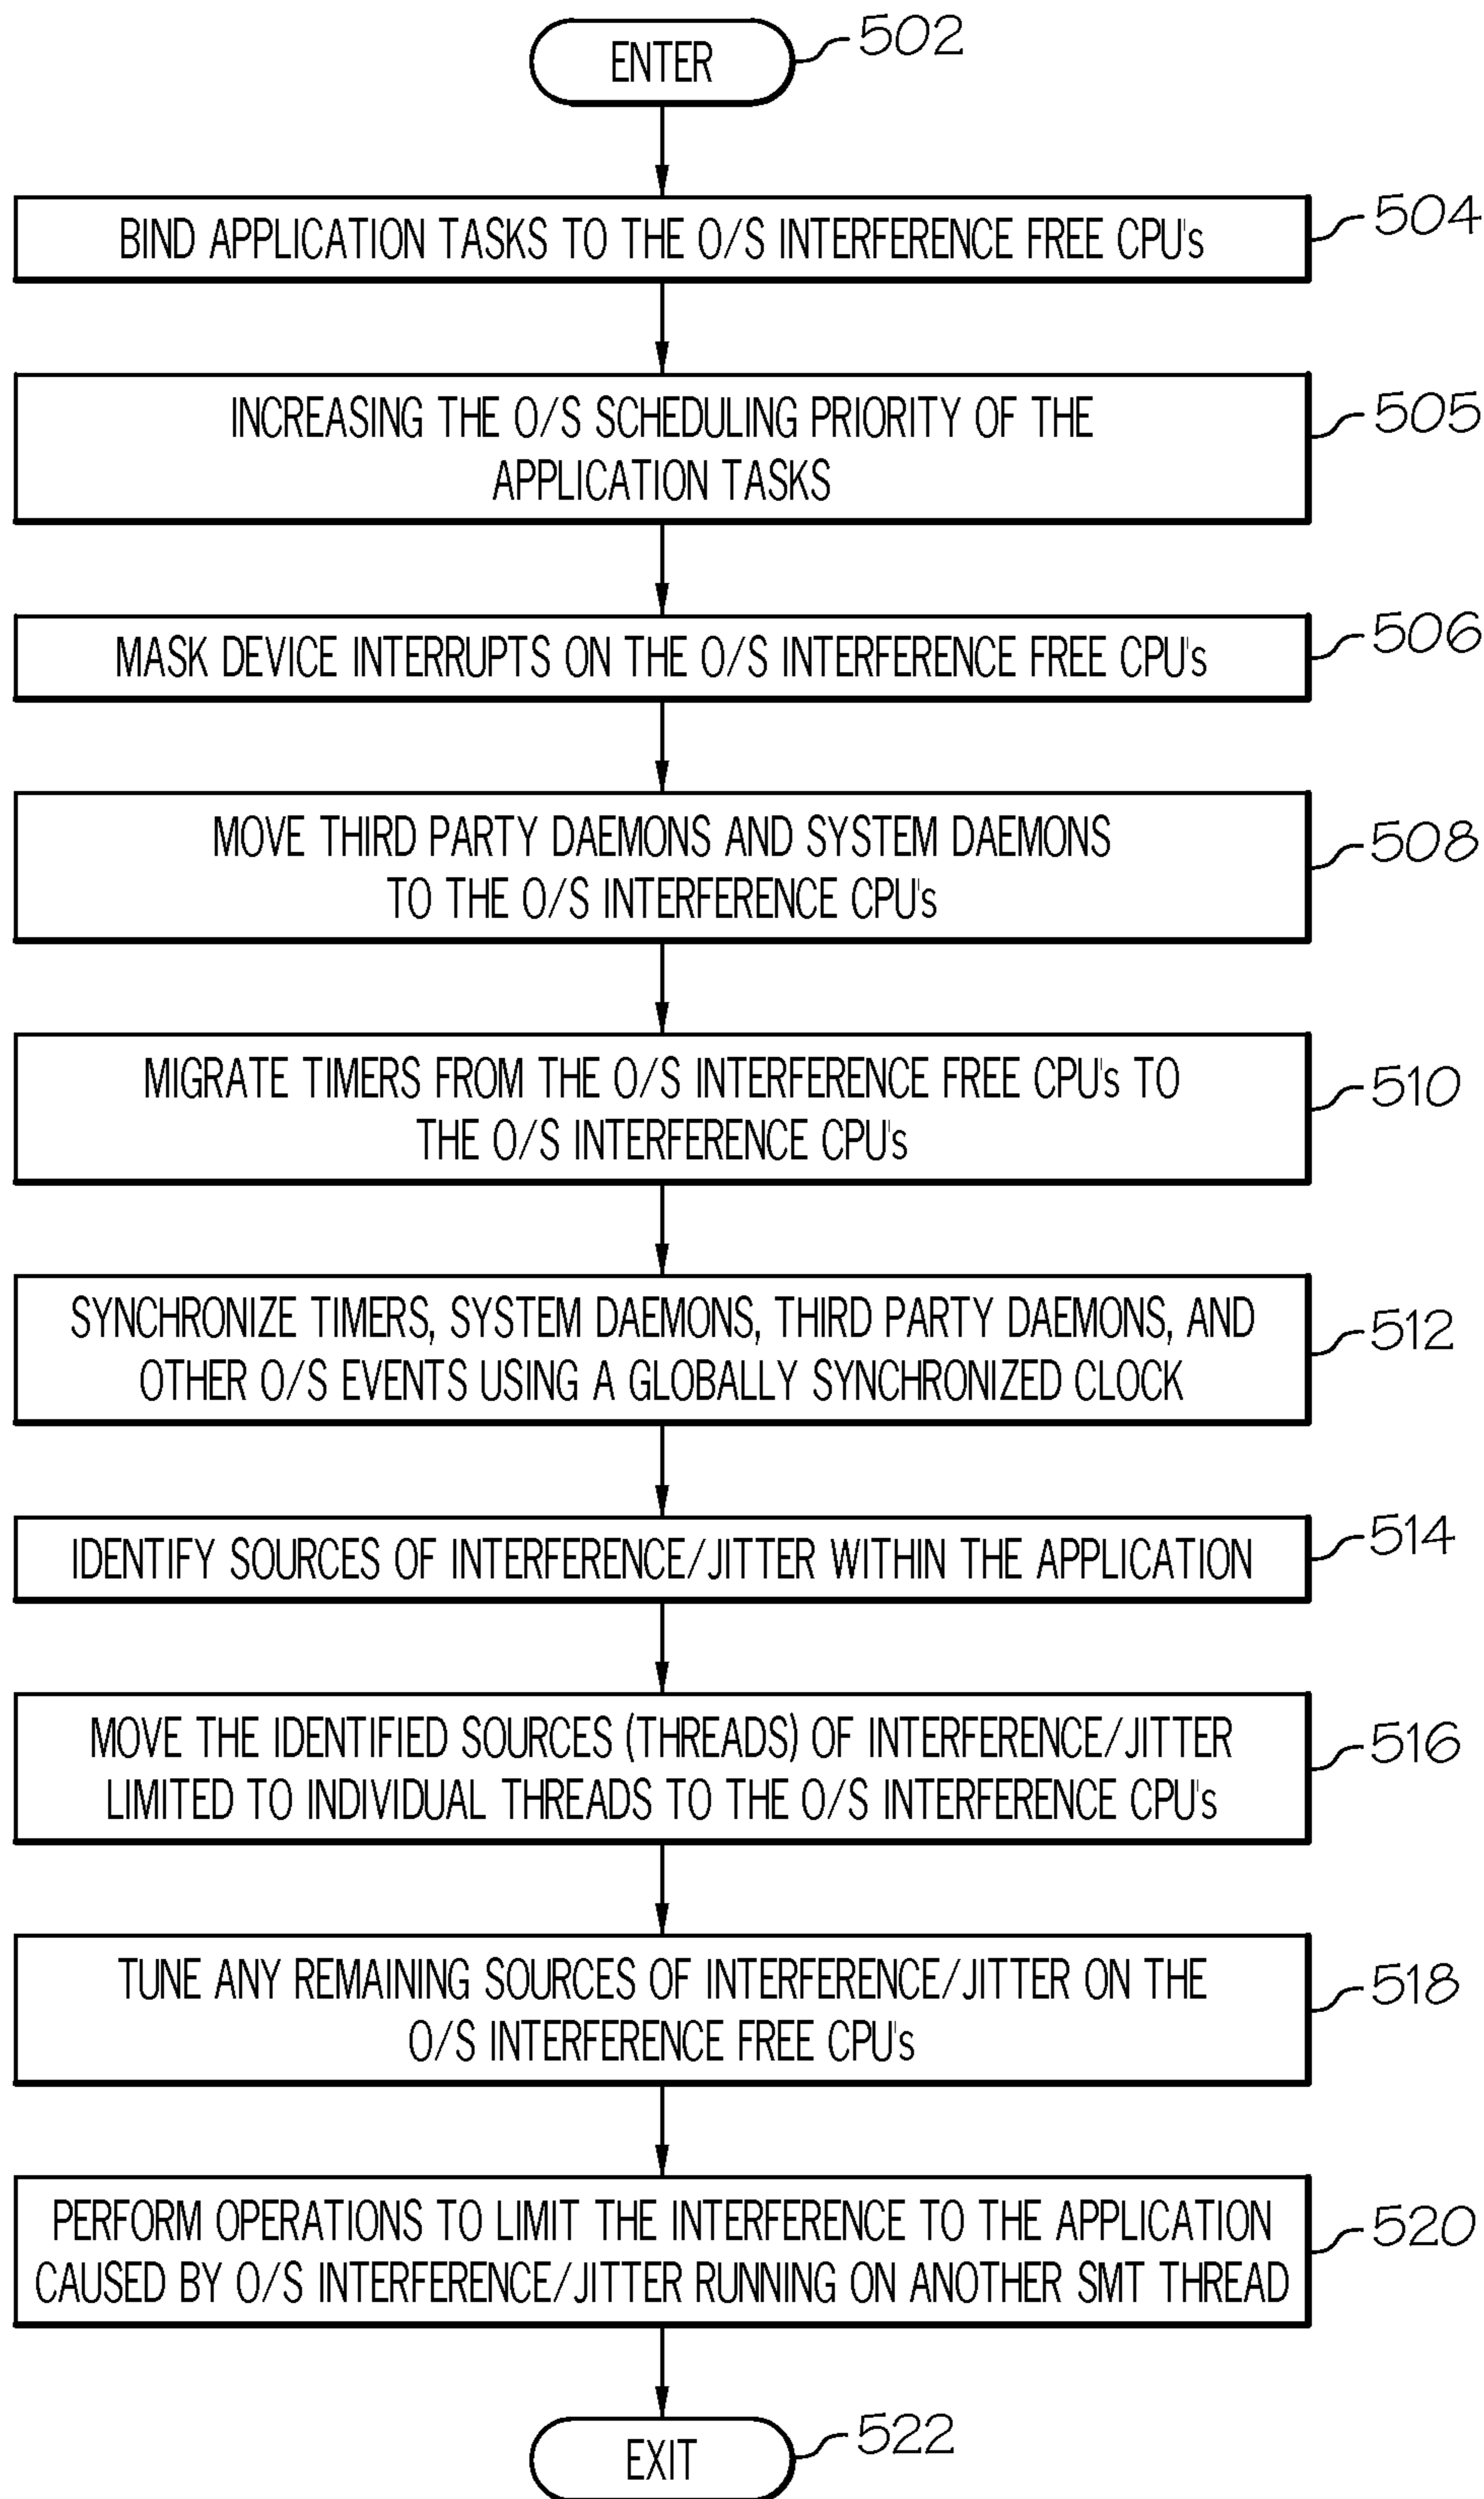 ENTER
502
BIND APPLICATION TASKS TO THE O/S INTERFERENCE FREE CPU's
504
INCREASING THE O/S SCHEDULING PRIORITY OF THE
APPLICATION TASKS
505
MASK DEVICE INTERRUPTS ON THE O/S INTERFERENCE FREE CPU's
506
MOVE THIRD PARTY DAEMONS AND SYSTEM DAEMONS
TO THE O/S INTERFERENCE CPU's
508
MIGRATE TIMERS FROM THE O/S INTERFERENCE FREE CPU's TO
THE O/S INTERFERENCE CPU's
510
SYNCHRONIZE TIMERS, SYSTEM DAEMONS, THIRD PARTY DAEMONS, AND
OTHER O/S EVENTS USING A GLOBALLY SYNCHRONIZED CLOCK
512
IDENTIFY SOURCES OF INTERFERENCE/JITTER WITHIN THE APPLICATION
514
MOVE THE IDENTIFIED SOURCES (THREADS) OF INTERFERENCE/JITTER
LIMITED TO INDIVIDUAL THREADS TO THE O/S INTERFERENCE CPU's
516
TUNE ANY REMAINING SOURCES OF INTERFERENCE/JITTER ON THE
O/S INTERFERENCE FREE CPU's
518
PERFORM OPERATIONS TO LIMIT THE INTERFERENCE TO THE APPLICATION
CAUSED BY O/S INTERFERENCE/JITTER RUNNING ON ANOTHER SMT THREAD
520
EXIT
522